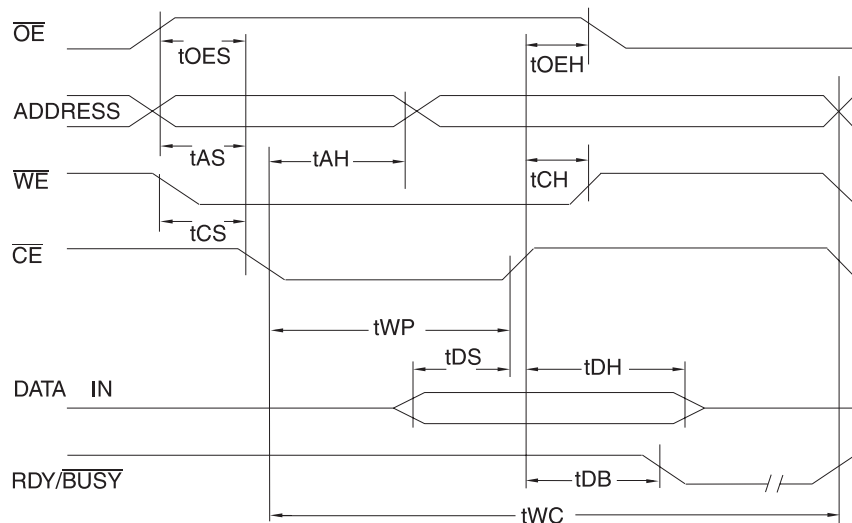 OE
tOES
tOEH
ADDRESS
tAS
tAH
tCH
WE
tCS
CE
tWP
tDS
tDH
DATA IN
RDY/BUSY
tDB
tWC